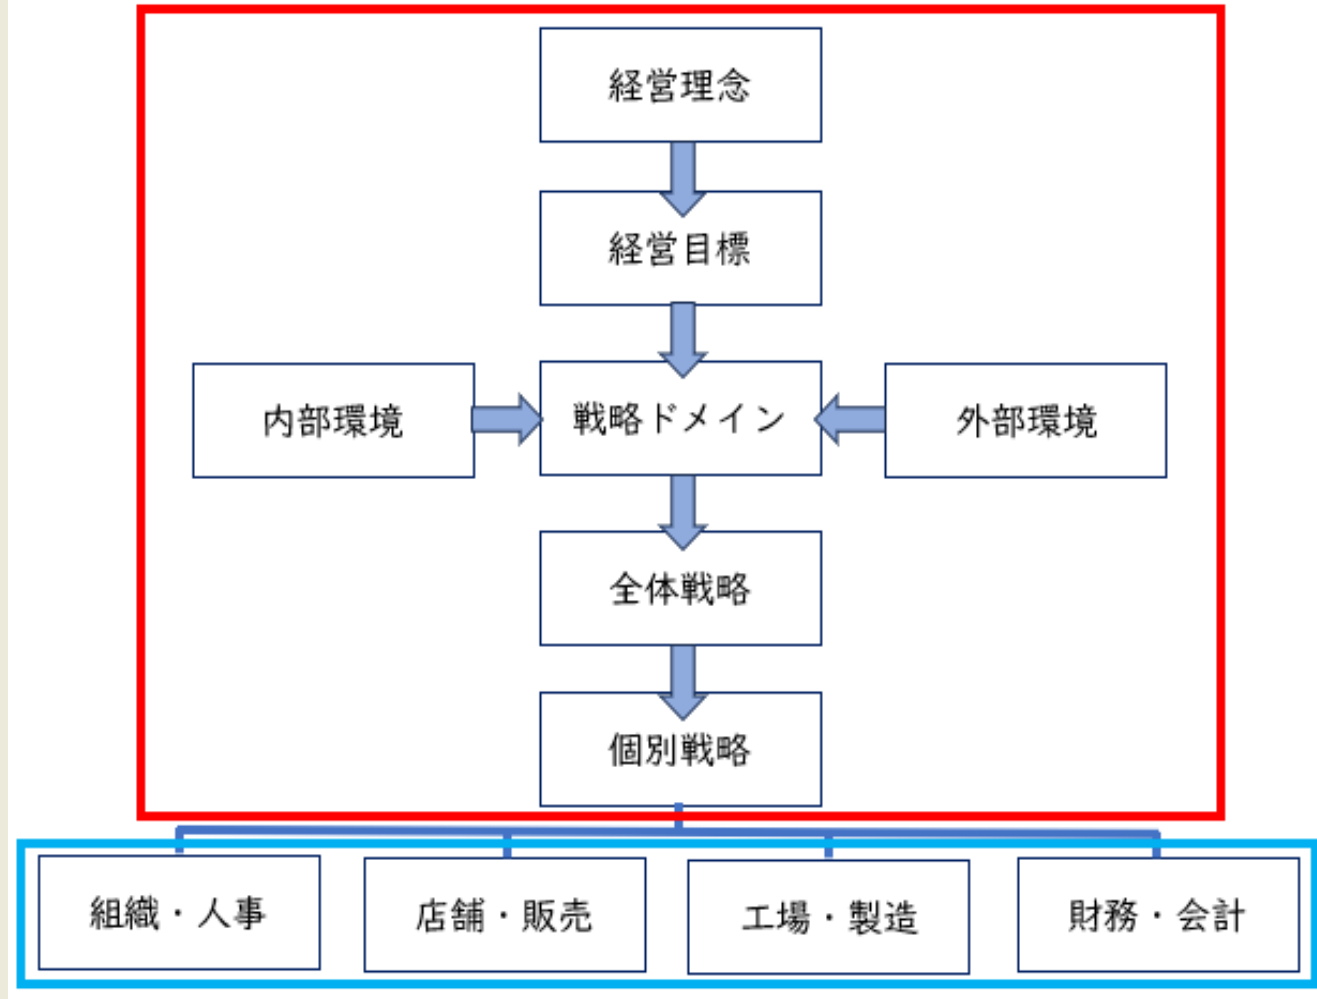 経営理念
経営目標
内部環境
戦略ドメイン
外部環境
全体戦略
個別戦略
組織・人事
店舗・販売
工場・製造
財務・会計